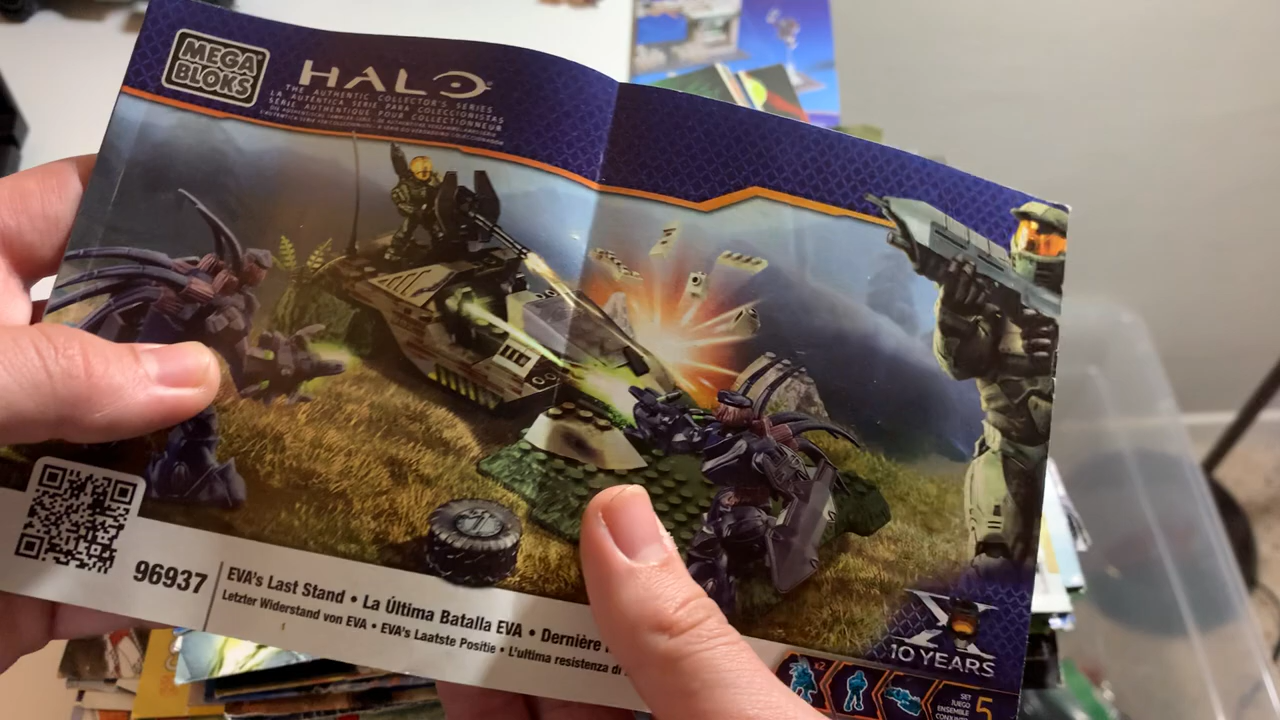 MEGA
BLOKS
HALO
THE AUTHENTIC COLLECTOR'S SERIES
LA AUTÉNTICA SERIE PARA COLECCIONISTAS
SÉRIE AUTHENTIQUE POUR COLLECTIONNEUR
96937
EVA's Last Stand • La Última Batalla EVA • Dernière
Letzter Widerstand von EVA • EVA's Laatste Positie • L'ultima resistenza di
10 YEARS
x2
SET
JUEGO
ENSEMBLE
5